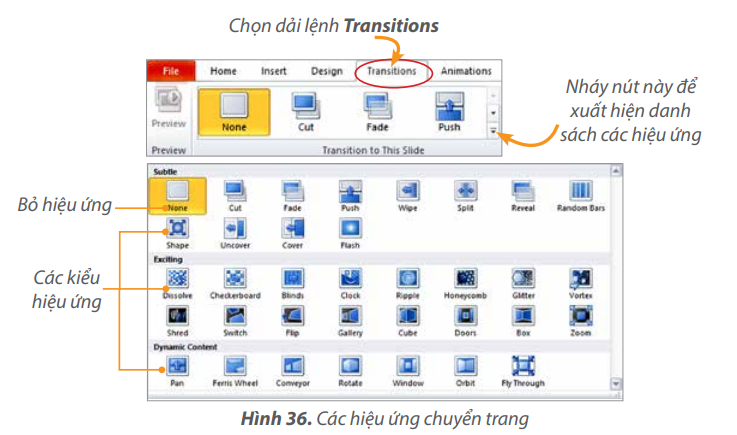 Chọn dải lệnh Transitions
File Home Insert Design Transitions Animations
Nháy nút này để
xuất hiện danh
sách các hiệu ứng
Preview None Cut Fade Push
Preview Transition to This Slide
Subtle
Bỏ hiệu ứng
None Cut Fade Push Wipe Split Reveal Random Bars
Shape Uncover Cover Flash
Các kiểu
hiệu ứng
Exciting
Dissolve Checkerboard Blinds Clock Ripple Honeycomb Glitter Vortex
Shred Switch Flip Gallery Cube Doors Box Zoom
Dynamic Content
Pan Ferris Wheel Conveyor Rotate Window Orbit Fly Through
Hình 36. Các hiệu ứng chuyển trang